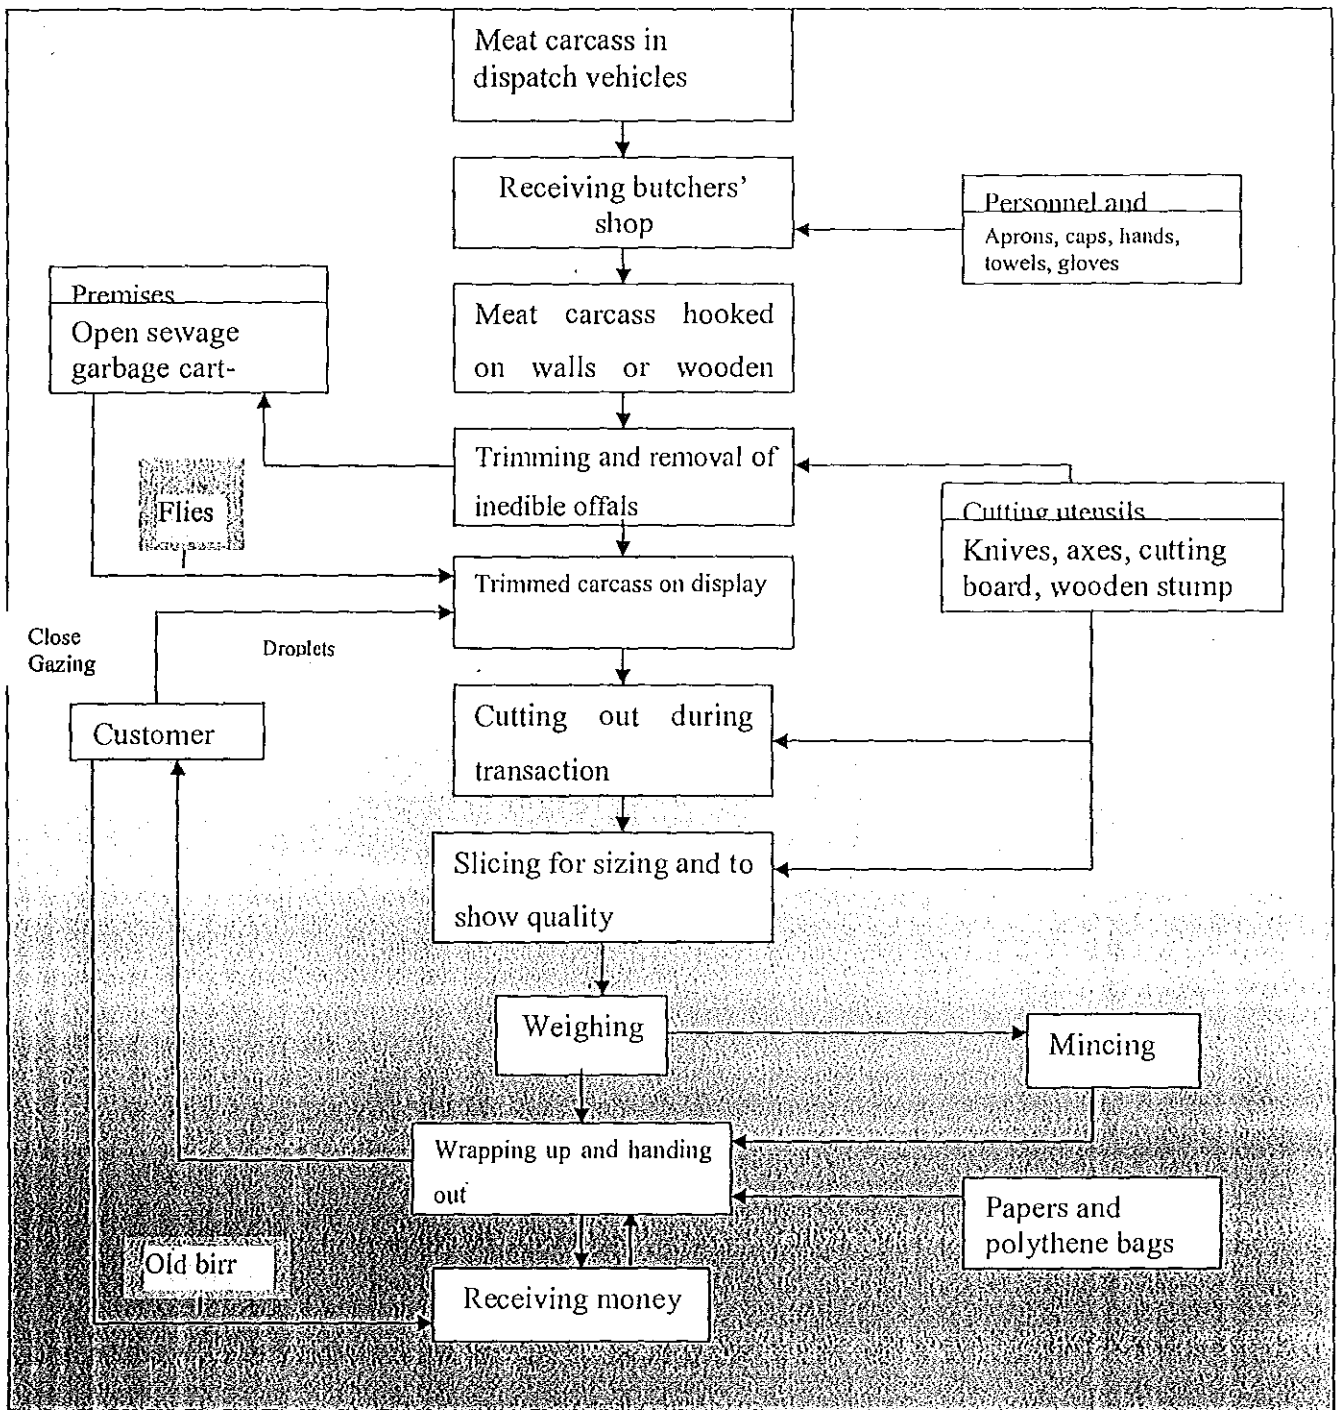 Meat carcass in
dispatch vehicles
Receiving butchers'
shop
Personnel and
Aprons, caps, hands,
towels, gloves
Premises
Open sewage
garbage cart-
Meat carcass hooked
on walls or wooden
Trimming and removal of
inedible offals
Flies
Cutting utensils
Knives, axes, cutting
board, wooden stump
Trimmed carcass on display
Close
Gazing
Droplets
Customer
Cutting out during
transaction
Slicing for sizing and to
show quality
Weighing
Mincing
Wrapping up and handing
out
Papers and
polythene bags
Old birr
Receiving money